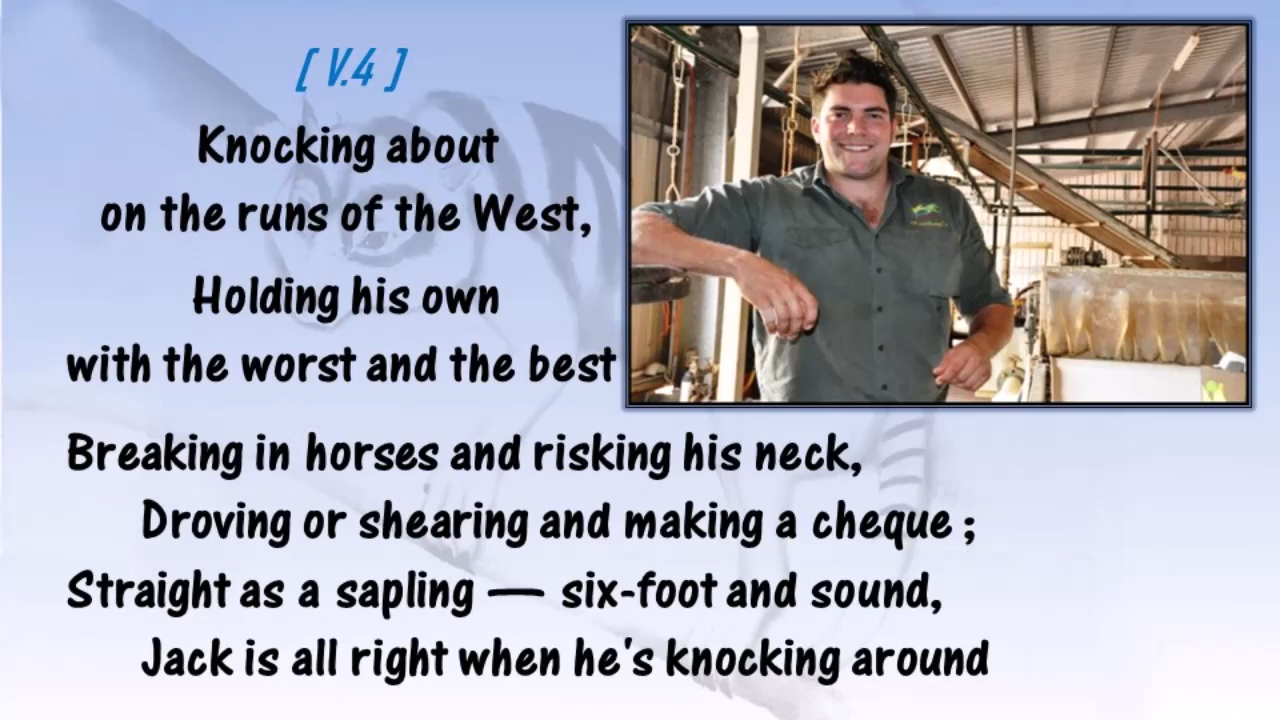 [ V.4 ]
Knocking about
on the runs of the West,
Holding his own
with the worst and the best
Breaking in horses and risking his neck,
Droving or shearing and making a cheque ;
Straight as a sapling — six-foot and sound,
Jack is all right when he's knocking around